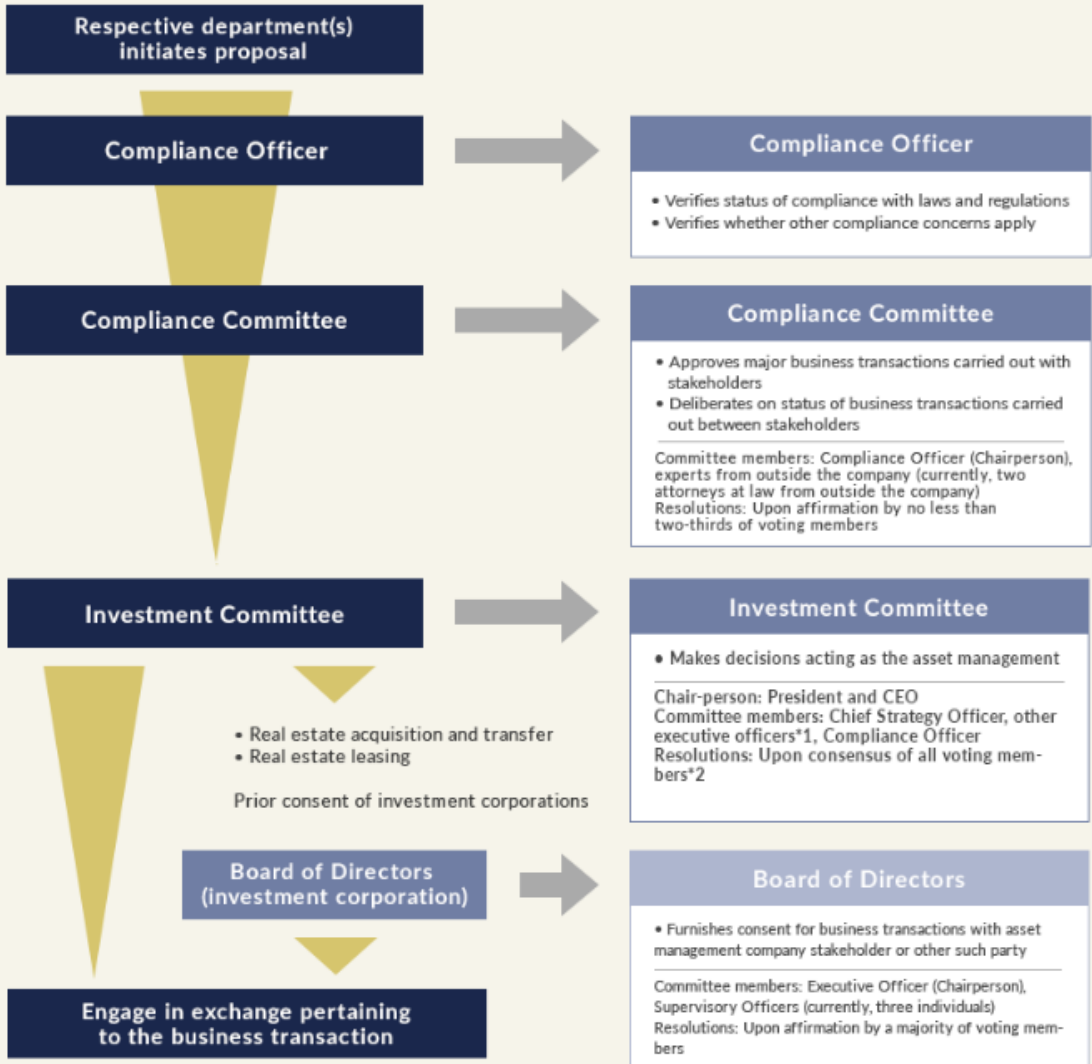 Respective department(s)
initiates proposal
Compliance Officer
Compliance Officer
• Verifies status of compliance with laws and regulations
• Verifies whether other compliance concerns apply
Compliance Committee
Compliance Committee
• Approves major business transactions carried out with
stakeholders
• Deliberates on status of business transactions carried
out between stakeholders
Committee members: Compliance Officer (Chairperson),
experts from outside the company (currently, two
attorneys at law from outside the company)
Resolutions: Upon affirmation by no less than
two-thirds of voting members
Investment Committee
Investment Committee
• Makes decisions acting as the asset management
Chair-person: President and CEO
Committee members: Chief Strategy Officer, other
executive officers*1, Compliance Officer
Resolutions: Upon consensus of all voting mem-
bers*2
• Real estate acquisition and transfer
• Real estate leasing
Prior consent of investment corporations
Board of Directors
(investment corporation)
Board of Directors
• Furnishes consent for business transactions with asset
management company stakeholder or other such party
Committee members: Executive Officer (Chairperson),
Supervisory Officers (currently, three individuals)
Resolutions: Upon affirmation by a majority of voting mem-
bers
Engage in exchange pertaining
to the business transaction